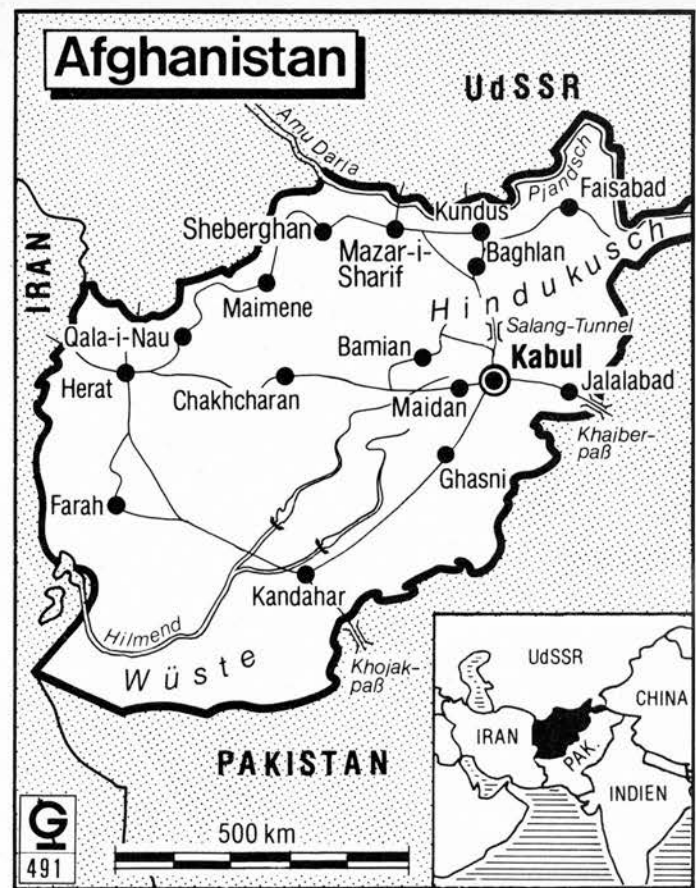 Afghanistan
UdSSR
Amu Darja
Pjandsch
Faisabad
Kundus
Sheberghan
Mazar-i-
Sharif
Baghlan
IRAN
Hindukusch
Maimene
Salang-Tunnel
Qala-i-Nau
Bamian
Kabul
Herat
Chakhcharan
Maidan
Jalalabad
Khaiber-
paß
Ghasni
Farah
Kandahar
Hilmend
Wüste
Khojak-
paß
PAKISTAN
500 km
G
491
UdSSR
CHINA
IRAN
PAK
INDIEN